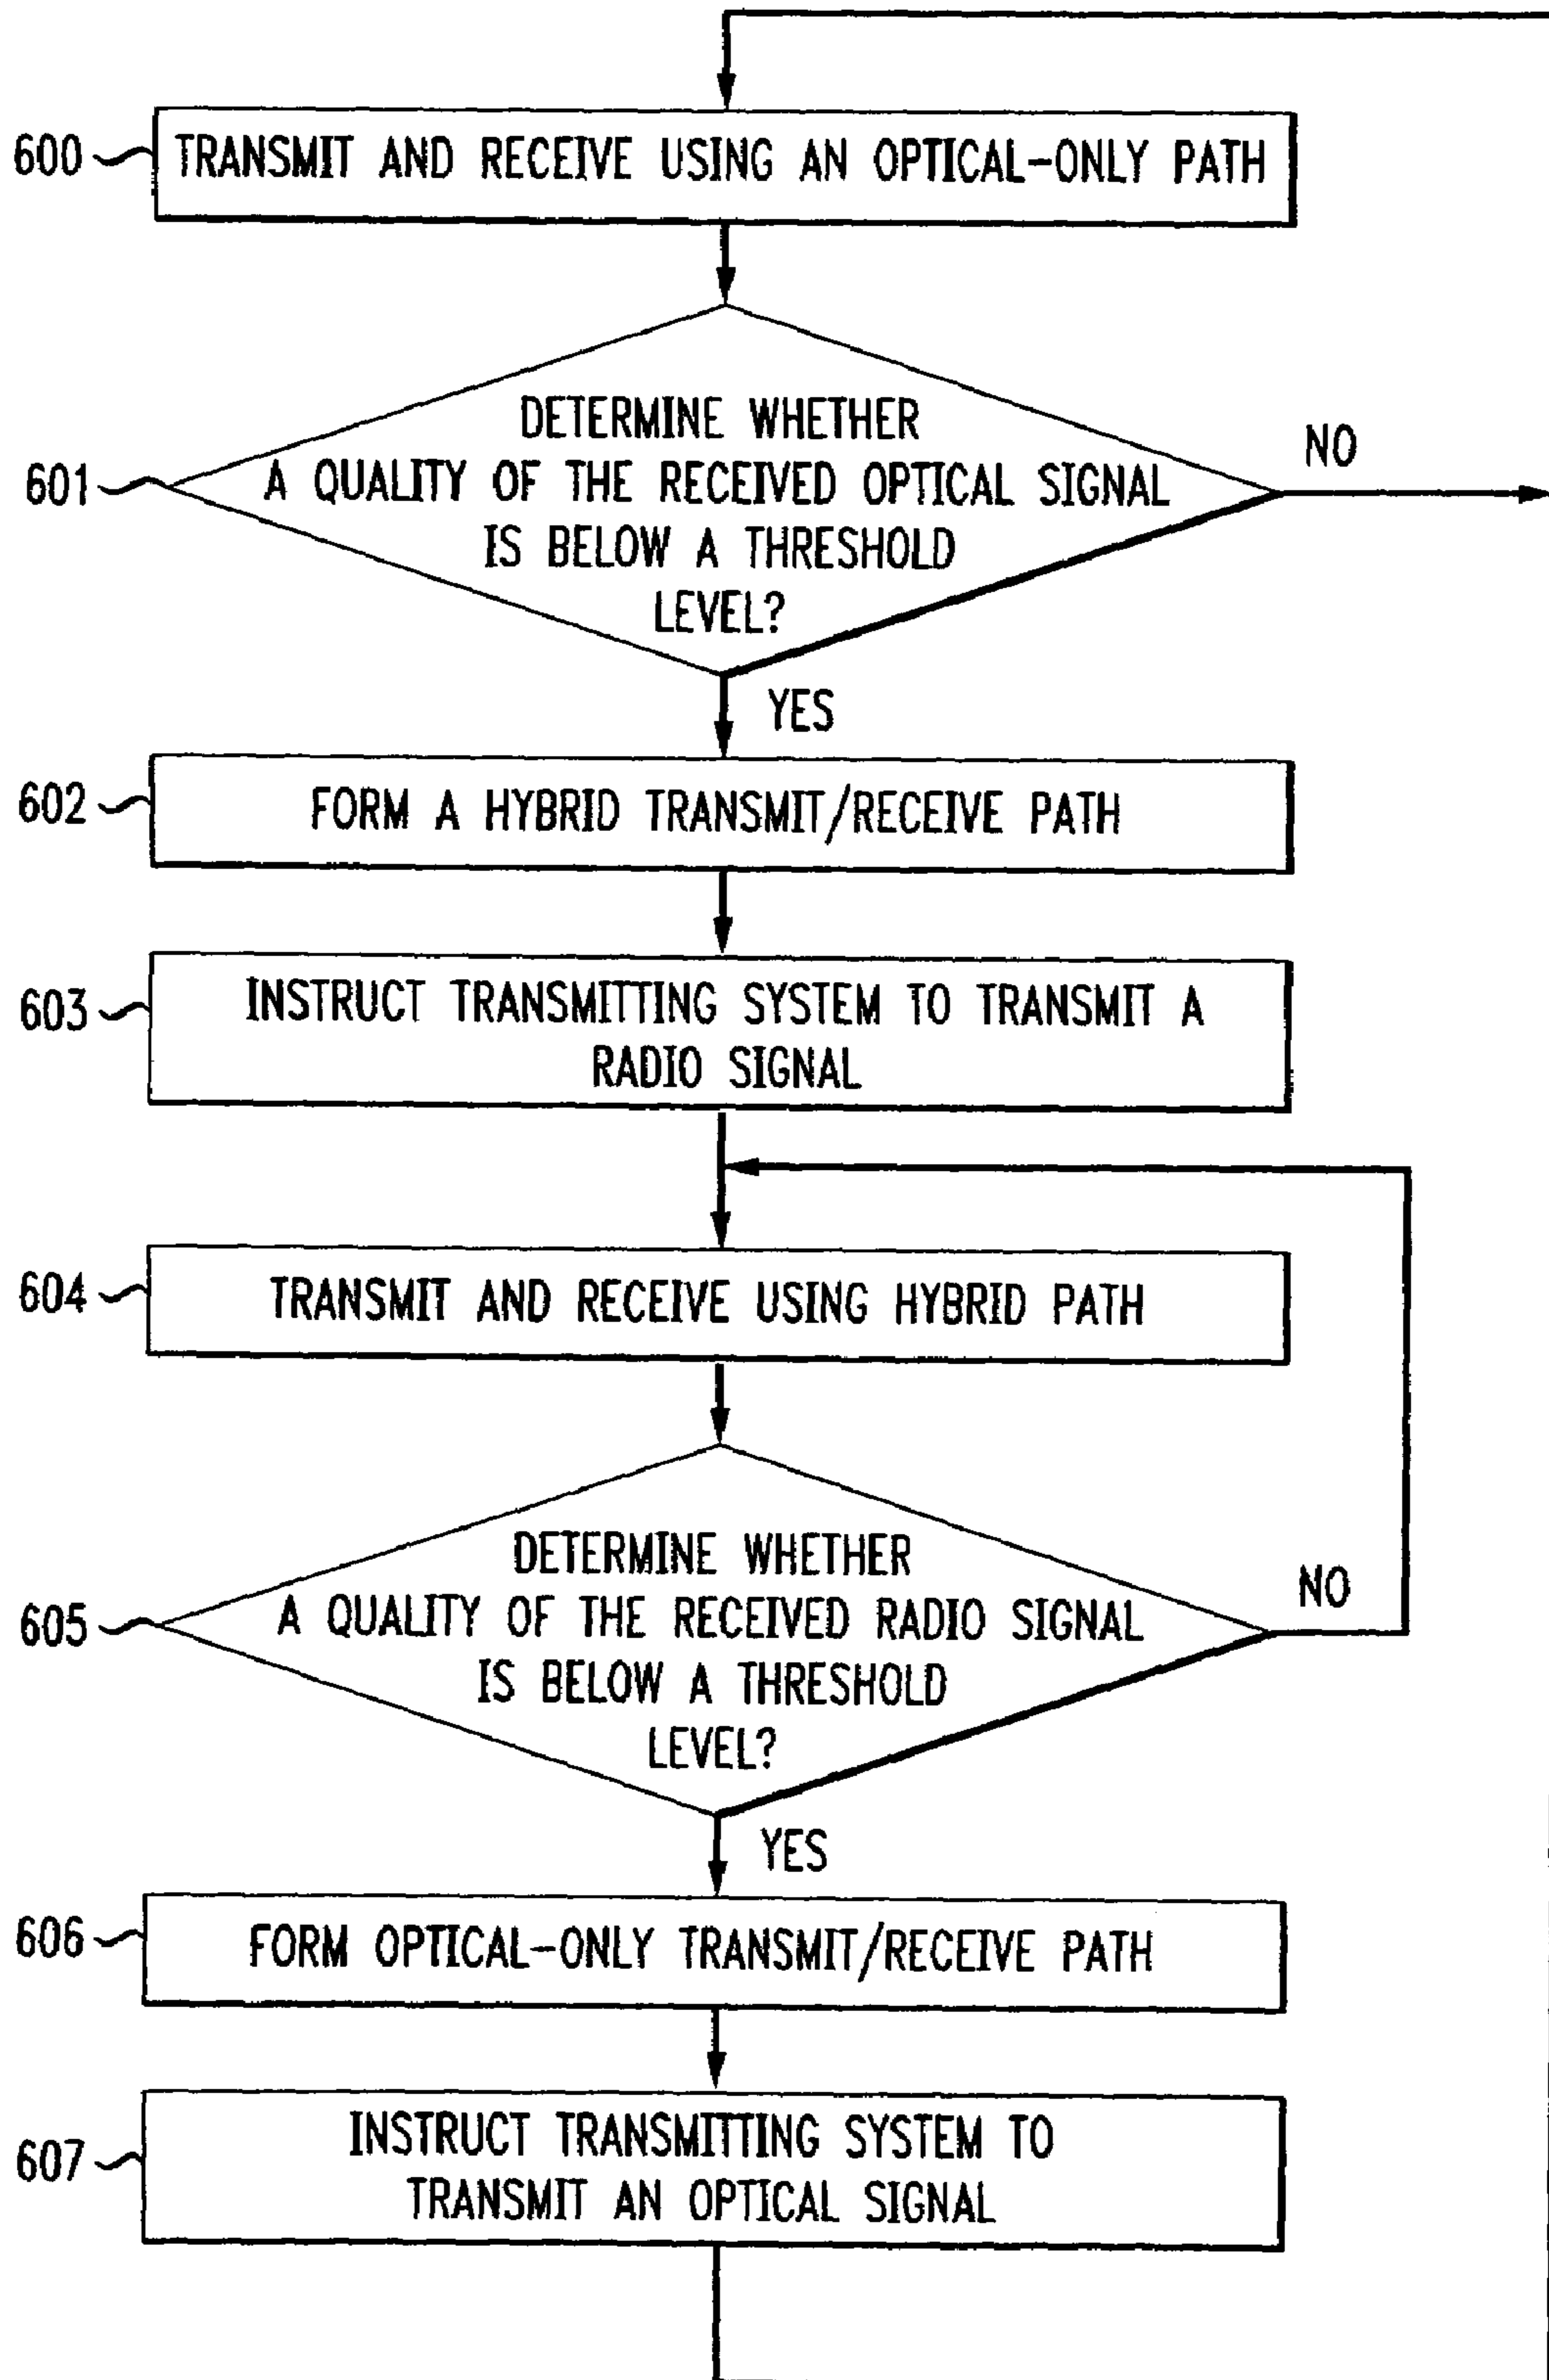 600
TRANSMIT AND RECEIVE USING AN OPTICAL-ONLY PATH
601
DETERMINE WHETHER
A QUALITY OF THE RECEIVED OPTICAL SIGNAL
IS BELOW A THRESHOLD
LEVEL?
NO
YES
602
FORM A HYBRID TRANSMIT/RECEIVE PATH
603
INSTRUCT TRANSMITTING SYSTEM TO TRANSMIT A
RADIO SIGNAL
604
TRANSMIT AND RECEIVE USING HYBRID PATH
605
DETERMINE WHETHER
A QUALITY OF THE RECEIVED RADIO SIGNAL
IS BELOW A THRESHOLD
LEVEL?
NO
YES
606
FORM OPTICAL-ONLY TRANSMIT/RECEIVE PATH
607
INSTRUCT TRANSMITTING SYSTEM TO
TRANSMIT AN OPTICAL SIGNAL